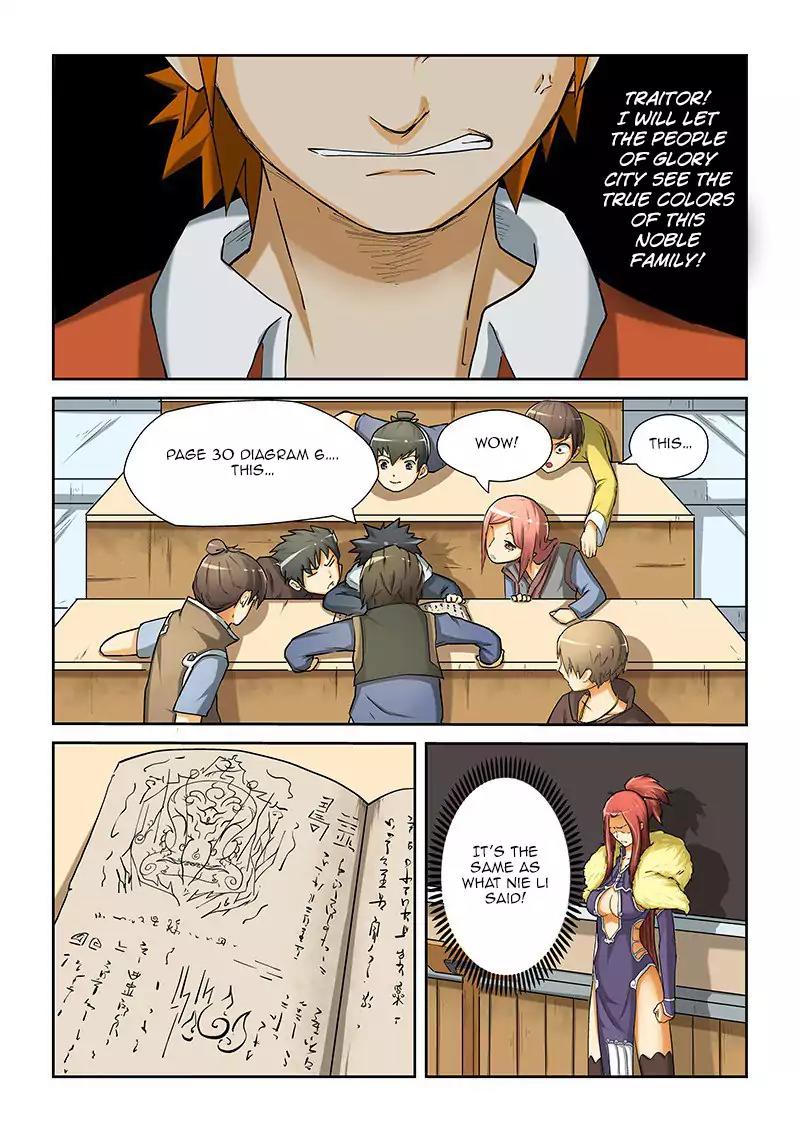 TRAITOR!
I WILL LET
THE PEOPLE
OF GLORY
CITY SEE THE
TRUE COLORS
OF THIS
NOBLE
FAMILY!
PAGE 30 DIAGRAM 6....
THIS...
WOW!
THIS...
IT'S THE
SAME AS
WHAT NIE LI
SAID!